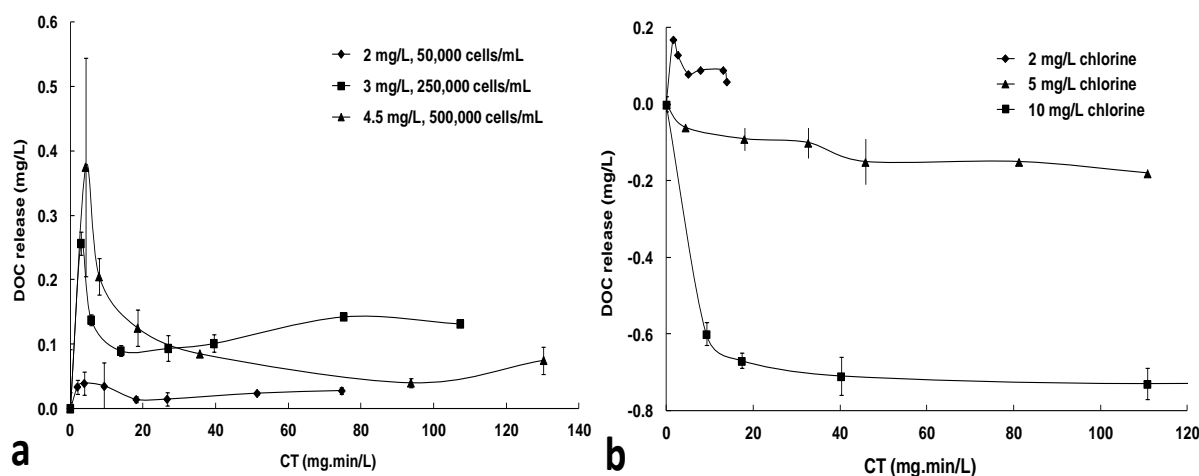 0.6
0.5
0.4
0.3
0.2
0.1
0.0
DOC release (mg/L)
2 mg/L, 50,000 cells/mL
3 mg/L, 250,000 cells/mL
4.5 mg/L, 500,000 cells/mL
0 20 40 60 80 100 120 140
CT (mg.min/L)
a
0.2
0.0
-0.2
-0.4
-0.6
-0.8
DOC release (mg/L)
2 mg/L chlorine
5 mg/L chlorine
10 mg/L chlorine
0 20 40 60 80 100 120
CT (mg.min/L)
b